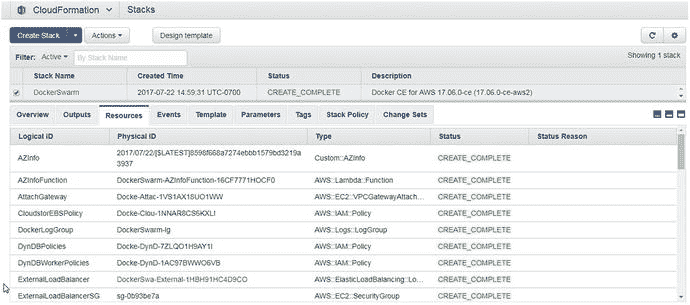 CloudFormation
Stacks
Create Stack
Actions
Design template
Filter: Active
By Stack Name
Showing 1 stack
Stack Name Created Time Status Description
DockerSwarm 2017-07-22 14:59:31 UTC-0700 CREATE_COMPLETE Docker CE for AWS 17.06.0-ce (17.06.0-ce-aws2)
Overview Outputs Resources Events Template Parameters Tags Stack Policy Change Sets
Logical ID Physical ID Type Status Status Reason
AZInfo 2017/07/22/[$LATEST]8596f668a7274ebbb1579bd3219a Custom::AZInfo CREATE_COMPLETE
3937
AZInfoFunction DockerSwarm-AZInfoFunction-16CF7771HOCF0 AWS::Lambda::Function CREATE_COMPLETE
AttachGateway Docke-Attac-1VS1AX18UO1WW AWS::EC2::VPCGatewayAttach... CREATE_COMPLETE
CloudstorEBSPolicy Docke-Clou-1NNAR8CS6KXLI AWS::IAM::Policy CREATE_COMPLETE
DockerLogGroup DockerSwarm-lg AWS::Logs::LogGroup CREATE_COMPLETE
DynDBPolicies Docke-DynD-7ZLQO1H9AY1I AWS::IAM::Policy CREATE_COMPLETE
DynDBWorkerPolicies Docke-DynD-1AC97BWWO6VB AWS::IAM::Policy CREATE_COMPLETE
ExternalLoadBalancer DockerSwa-External-1HBH91HC4D9CO AWS::ElasticLoadBalancing::Lo... CREATE_COMPLETE
ExternalLoadBalancerSG sg-0b93be7a AWS::EC2::SecurityGroup CREATE_COMPLETE